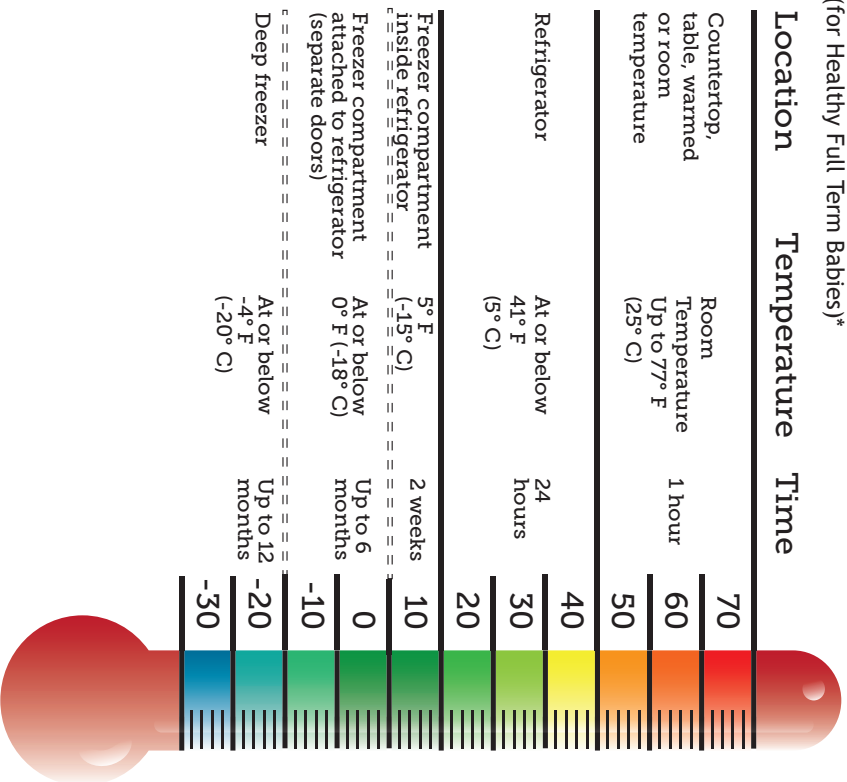 (for Healthy Full Term Babies)*
Location Temperature Time
Countertop,
table, warmed
or room
temperature
Room
Temperature
Up to 77° F
(25° C)
1 hour
Refrigerator
At or below
41° F
(5° C)
24
hours
Freezer compartment
inside refrigerator
5° F
(-15° C)
2 weeks
Freezer compartment
attached to refrigerator
(separate doors)
At or below
0° F (-18° C)
Up to 6
months
Deep freezer
At or below
-4° F
(-20° C)
Up to 12
months
70
60
50
40
30
20
10
0
-10
-20
-30